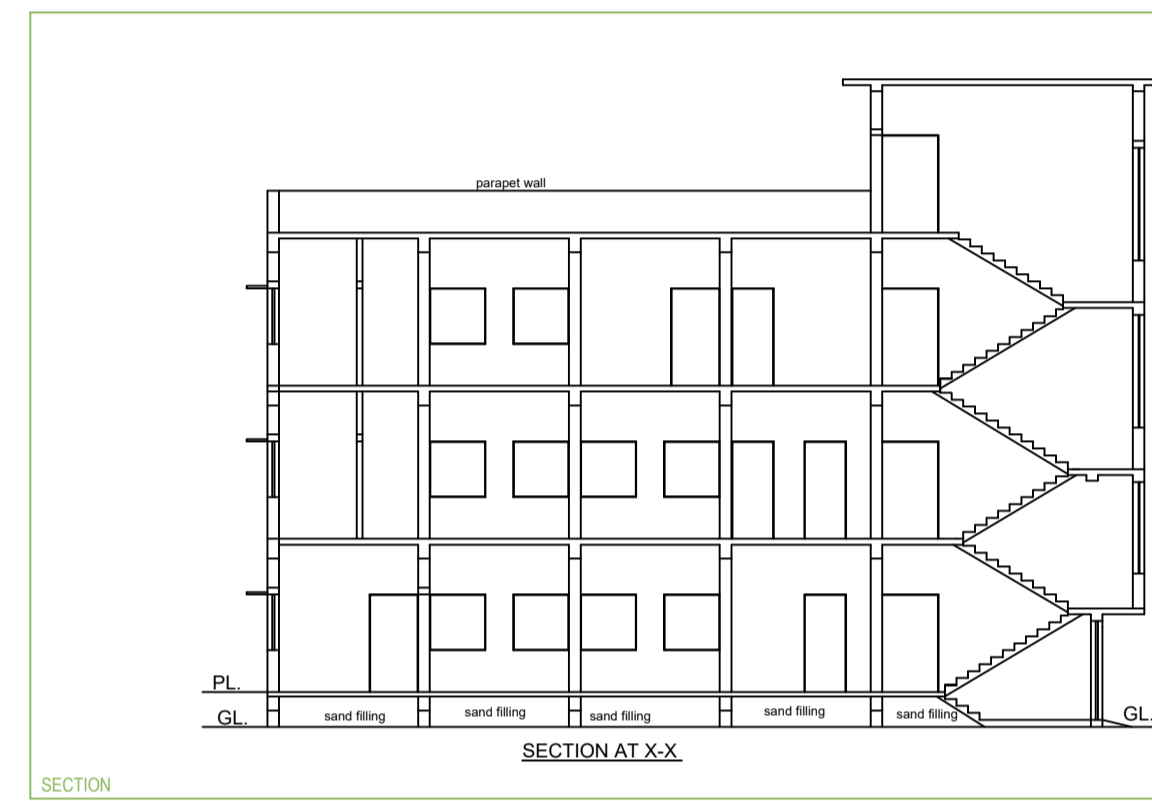 parapet wall
PL.
GL.
sand filling
sand filling
sand filling
sand filling
sand filling
GL.
SECTION AT X-X
SECTION